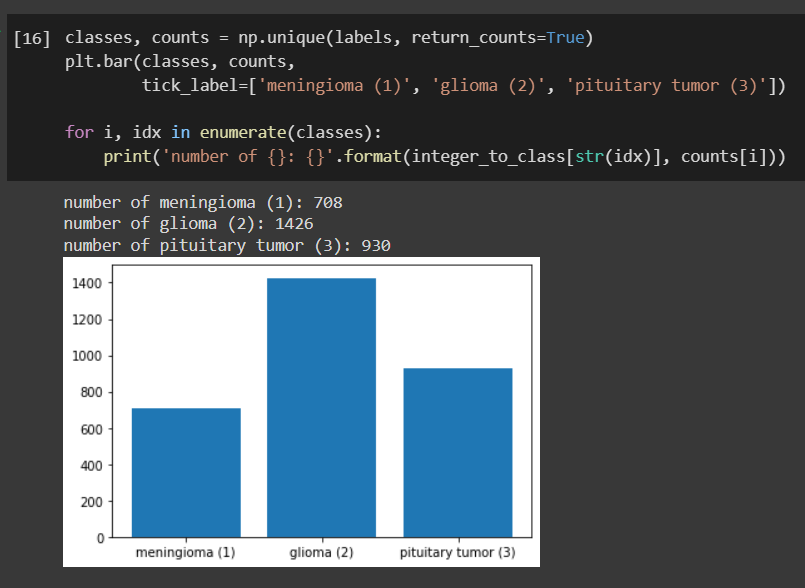 [16] classes, counts = np.unique(labels, return_counts=True)
plt.bar(classes, counts,
        tick_label=['meningioma (1)', 'glioma (2)', 'pituitary tumor (3)'])
for i, idx in enumerate(classes):
    print('number of {}: {}'.format(integer_to_class[str(idx)], counts[i]))
number of meningioma (1): 708
number of glioma (2): 1426
number of pituitary tumor (3): 930
1400
1200
1000
800
600
400
200
0
meningioma (1) glioma (2) pituitary tumor (3)